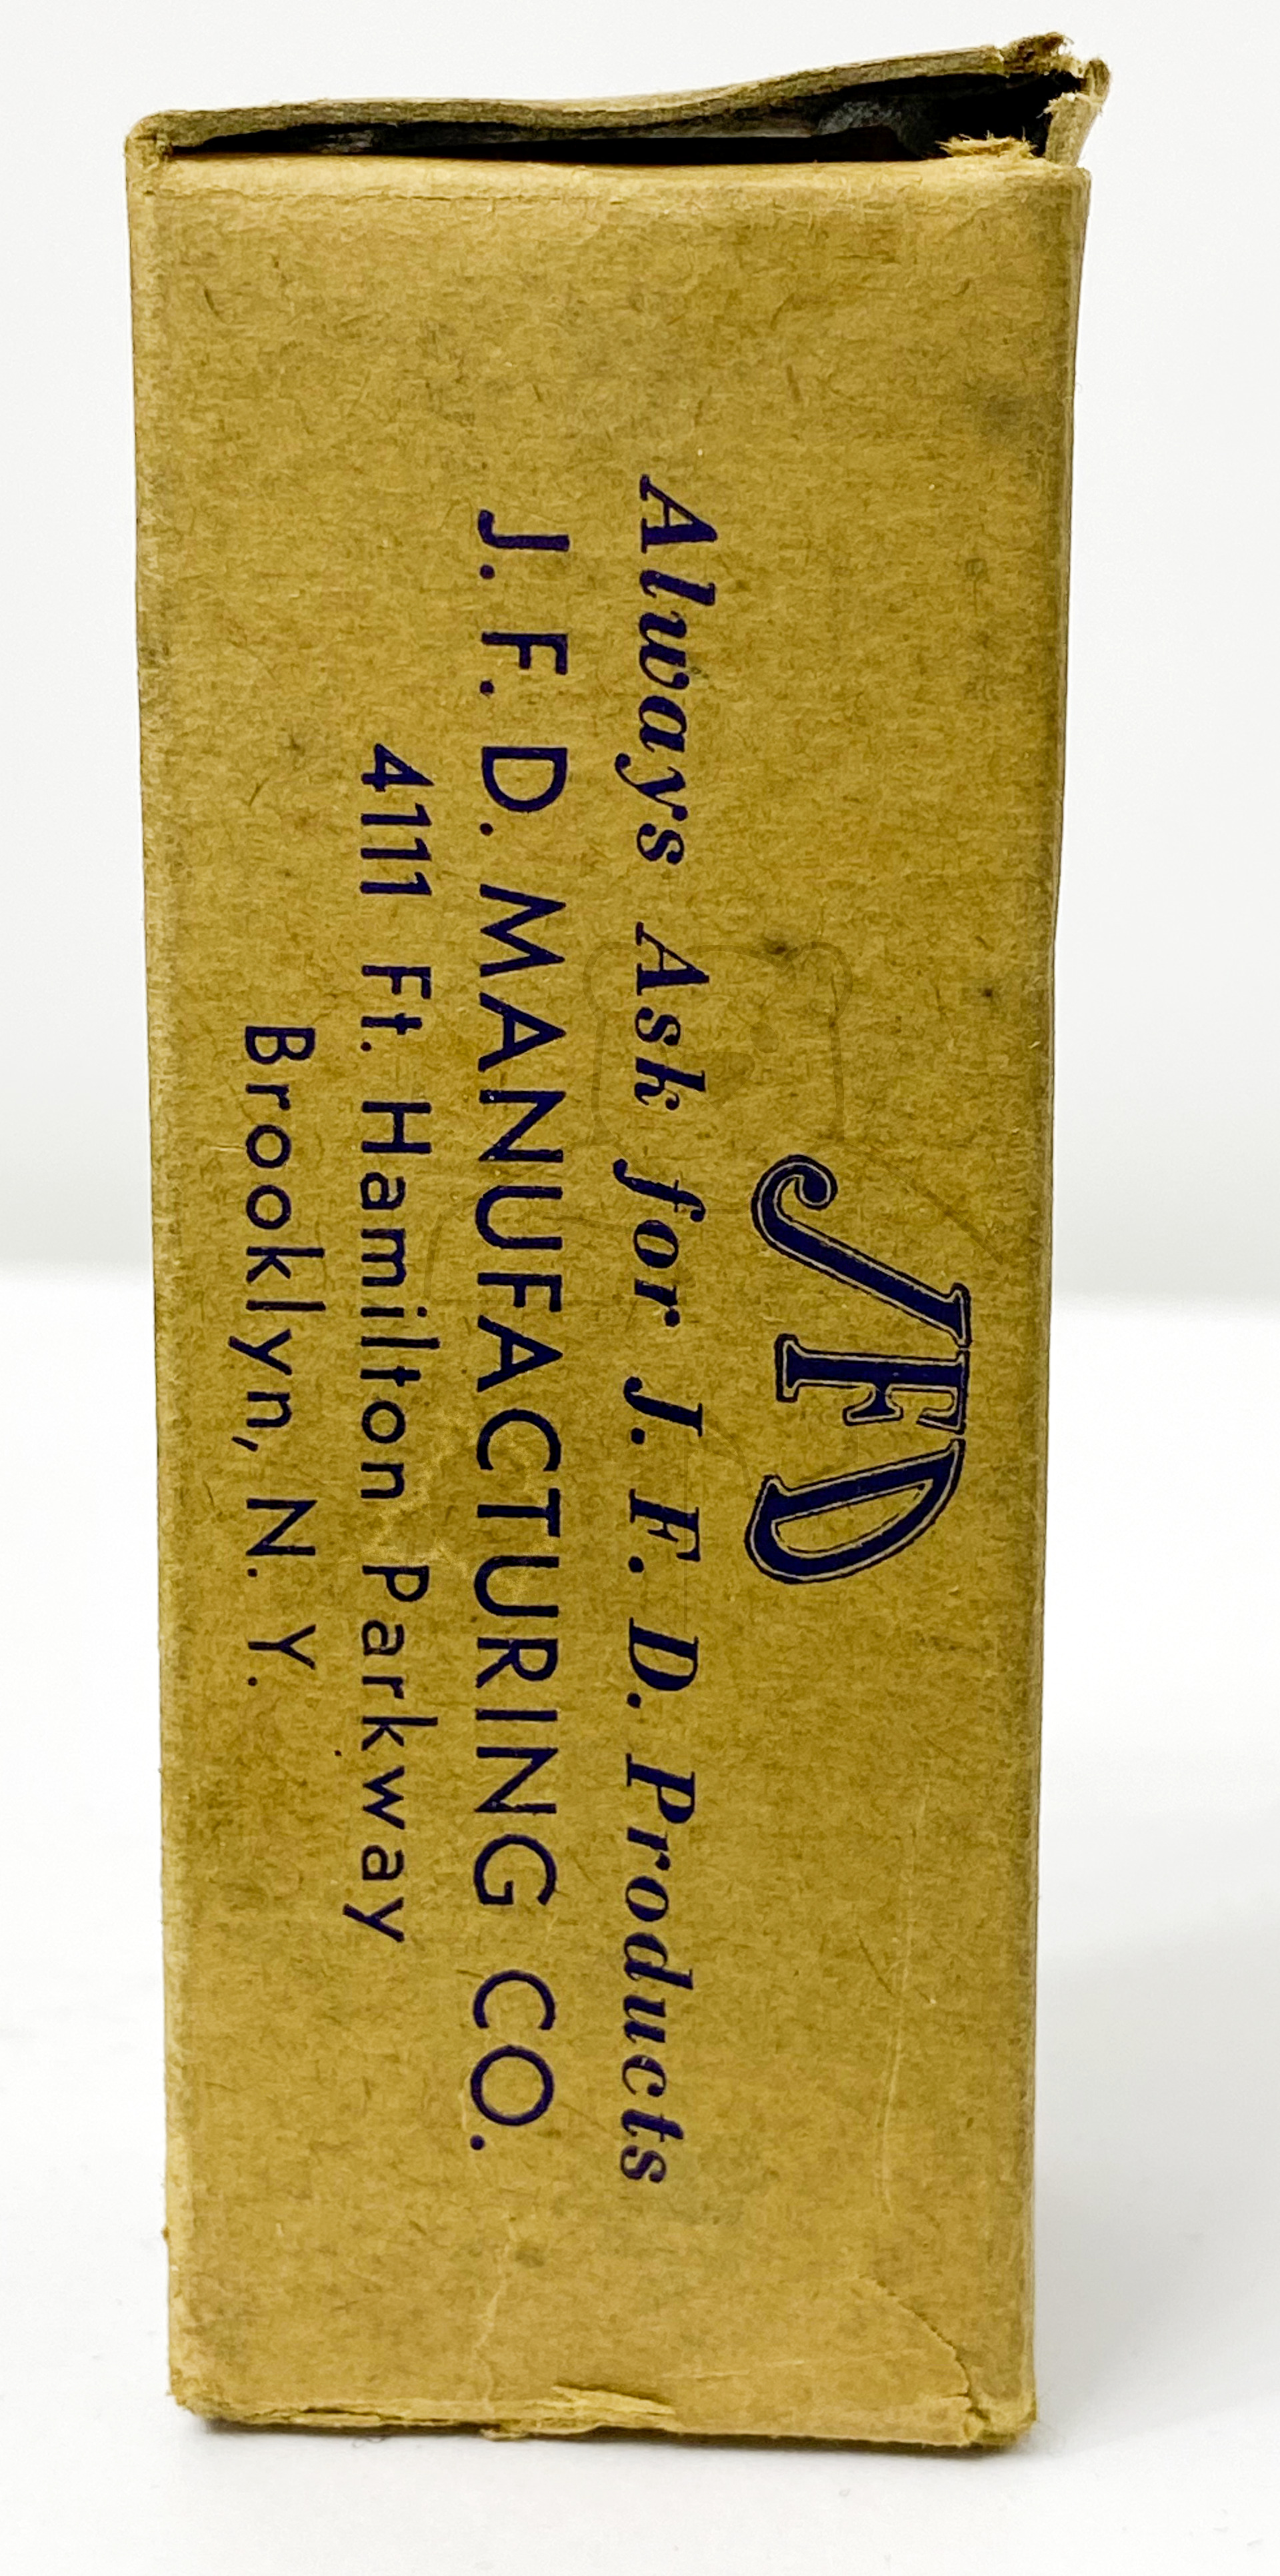 JFD
Always Ask for J. F. D. Products
J. F. D. MANUFACTURING CO.
4111 Ft. Hamilton Parkway
Brooklyn, N. Y.